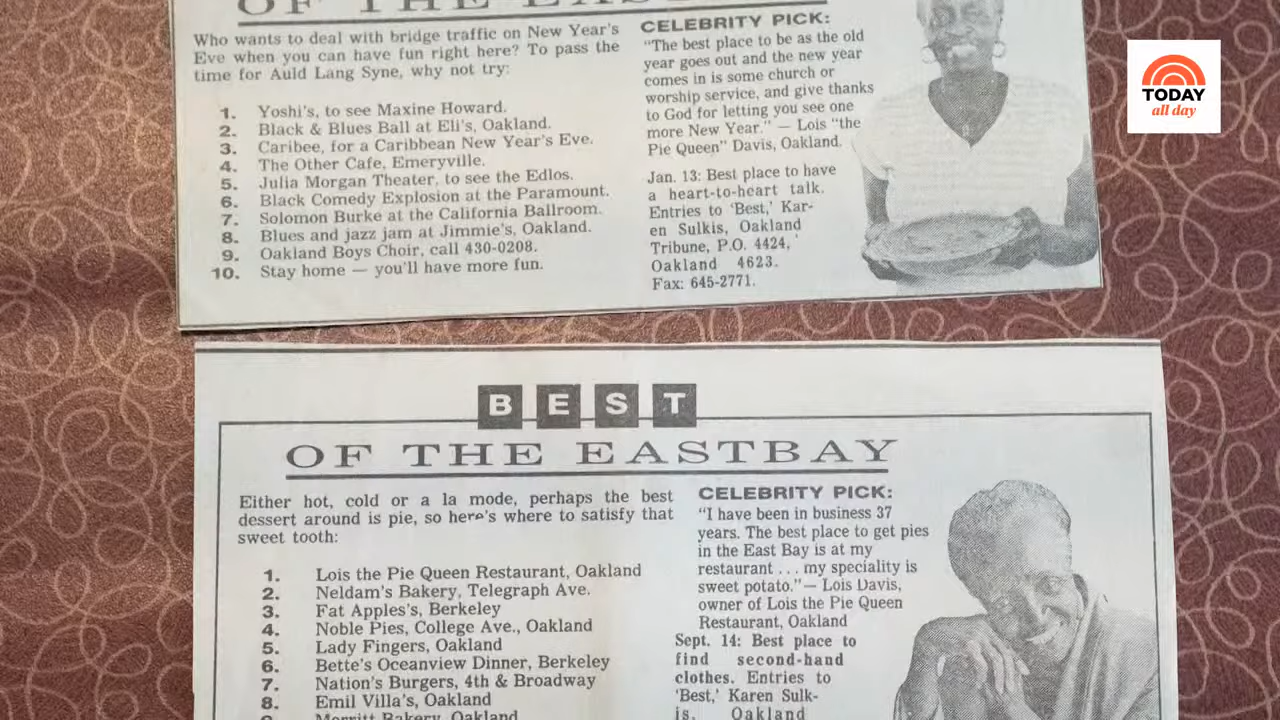 OF THE EAST
Who wants to deal with bridge traffic on New Year's
Eve when you can have fun right here? To pass the
time for Auld Lang Syne, why not try:
1. Yoshi's, to see Maxine Howard.
2. Black & Blues Ball at Eli's, Oakland.
3. Caribee, for a Caribbean New Year's Eve.
4. The Other Cafe, Emeryville.
5. Julia Morgan Theater, to see the Edlos.
6. Black Comedy Explosion at the Paramount.
7. Solomon Burke at the California Ballroom.
8. Blues and jazz jam at Jimmie's, Oakland.
9. Oakland Boys Choir, call 430-0208.
10. Stay home — you'll have more fun.
CELEBRITY PICK:
"The best place to be as the old
year goes out and the new year
comes in is some church or
worship service, and give thanks
to God for letting you see one
more New Year." — Lois "the
Pie Queen" Davis, Oakland.
Jan. 13: Best place to have
a heart-to-heart talk.
Entries to 'Best,' Kar-
en Sulkis, Oakland
Tribune, P.O. 4424,
Oakland 4623.
Fax: 645-2771.
TODAY
all day
BEST
OF THE EASTBAY
Either hot, cold or a la mode, perhaps the best
dessert around is pie, so here's where to satisfy that
sweet tooth:
1. Lois the Pie Queen Restaurant, Oakland
2. Neldam's Bakery, Telegraph Ave.
3. Fat Apples's, Berkeley
4. Noble Pies, College Ave., Oakland
5. Lady Fingers, Oakland
6. Bette's Oceanview Dinner, Berkeley
7. Nation's Burgers, 4th & Broadway
8. Emil Villa's, Oakland
9. Merritt Bakery, Oakland
CELEBRITY PICK:
"I have been in business 37
years. The best place to get pies
in the East Bay is at my
restaurant . . . my speciality is
sweet potato." — Lois Davis,
owner of Lois the Pie Queen
Restaurant, Oakland
Sept. 14: Best place to
find second-hand
clothes. Entries to
'Best,' Karen Sulk-
is, Oakland